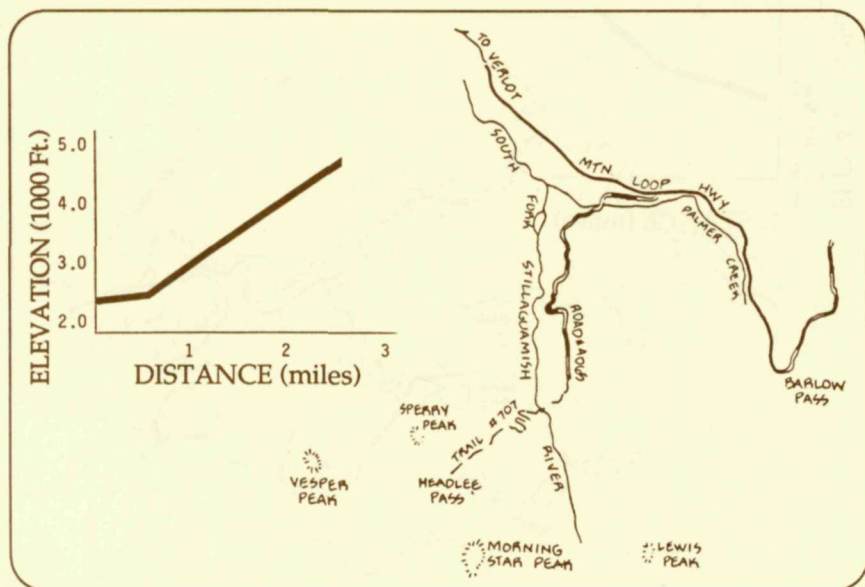 ELEVATION (1000 Ft.)
5.0
4.0
3.0
2.0
1
2
3
DISTANCE (miles)
TO VERLOT
MTN LOOP HWY
SOUTH FORK STILLAGUAMISH RIVER
PALMER CREEK
BARLOW PASS
SPERRY PEAK
TRAIL #707
VESPER PEAK
HEADLEE PASS
MORNING STAR PEAK
LEWIS PEAK